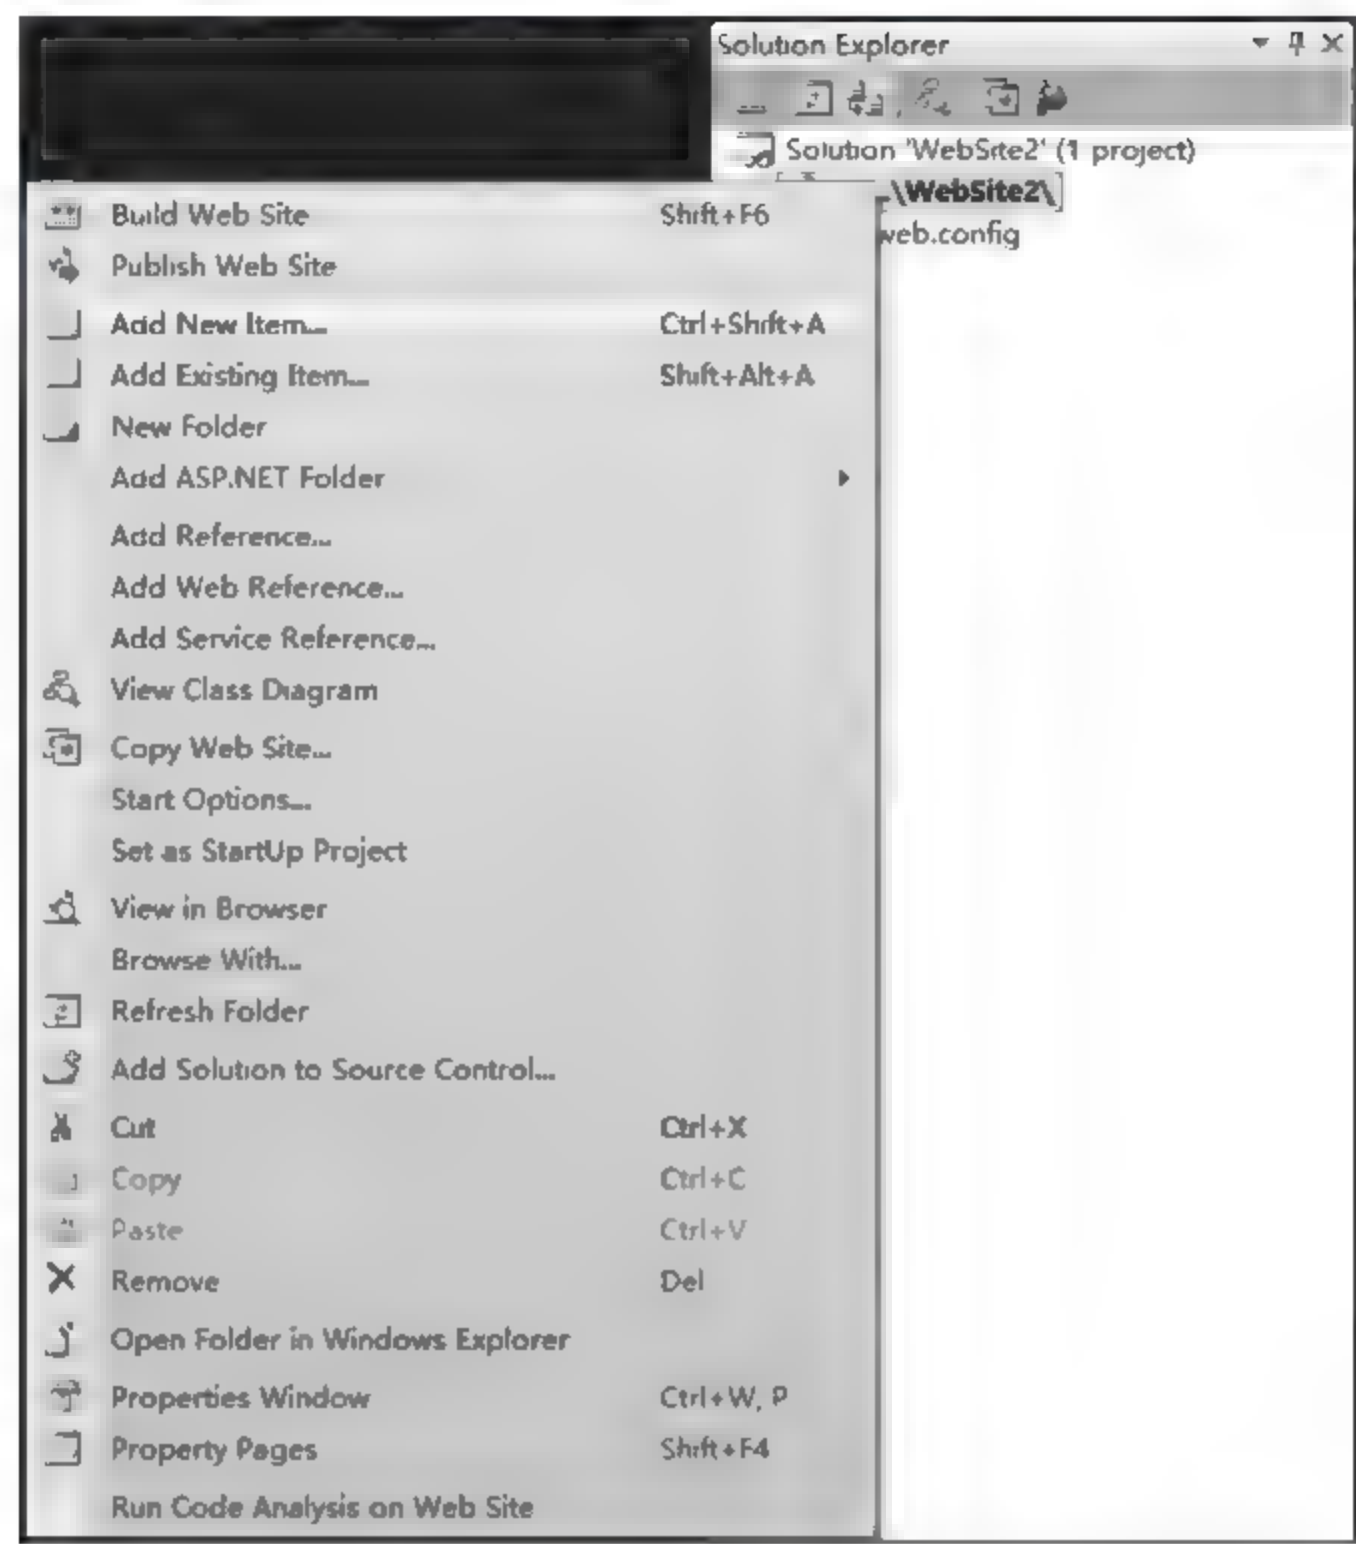 Solution Explorer
Solution 'WebSite2' (1 project)
\WebSite2\
web.config
Build Web Site Shift+F6
Publish Web Site
Add New Item... Ctrl+Shift+A
Add Existing Item... Shift+Alt+A
New Folder
Add ASP.NET Folder
Add Reference...
Add Web Reference...
Add Service Reference...
View Class Diagram
Copy Web Site...
Start Options...
Set as StartUp Project
View in Browser
Browse With...
Refresh Folder
Add Solution to Source Control...
Cut Ctrl+X
Copy Ctrl+C
Paste Ctrl+V
Remove Del
Open Folder in Windows Explorer
Properties Window Ctrl+W, P
Property Pages Shift+F4
Run Code Analysis on Web Site